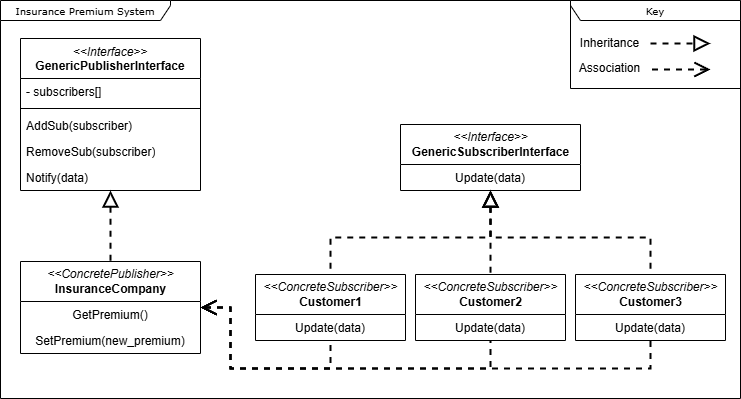 Insurance Premium System
Key
Inheritance
Association
<<Interface>>
GenericPublisherInterface
- subscribers[]
AddSub(subscriber)
RemoveSub(subscriber)
Notify(data)
<<Interface>>
GenericSubscriberInterface
Update(data)
<<ConcretePublisher>>
InsuranceCompany
GetPremium()
SetPremium(new_premium)
<<ConcreteSubscriber>>
Customer1
Update(data)
<<ConcreteSubscriber>>
Customer2
Update(data)
<<ConcreteSubscriber>>
Customer3
Update(data)